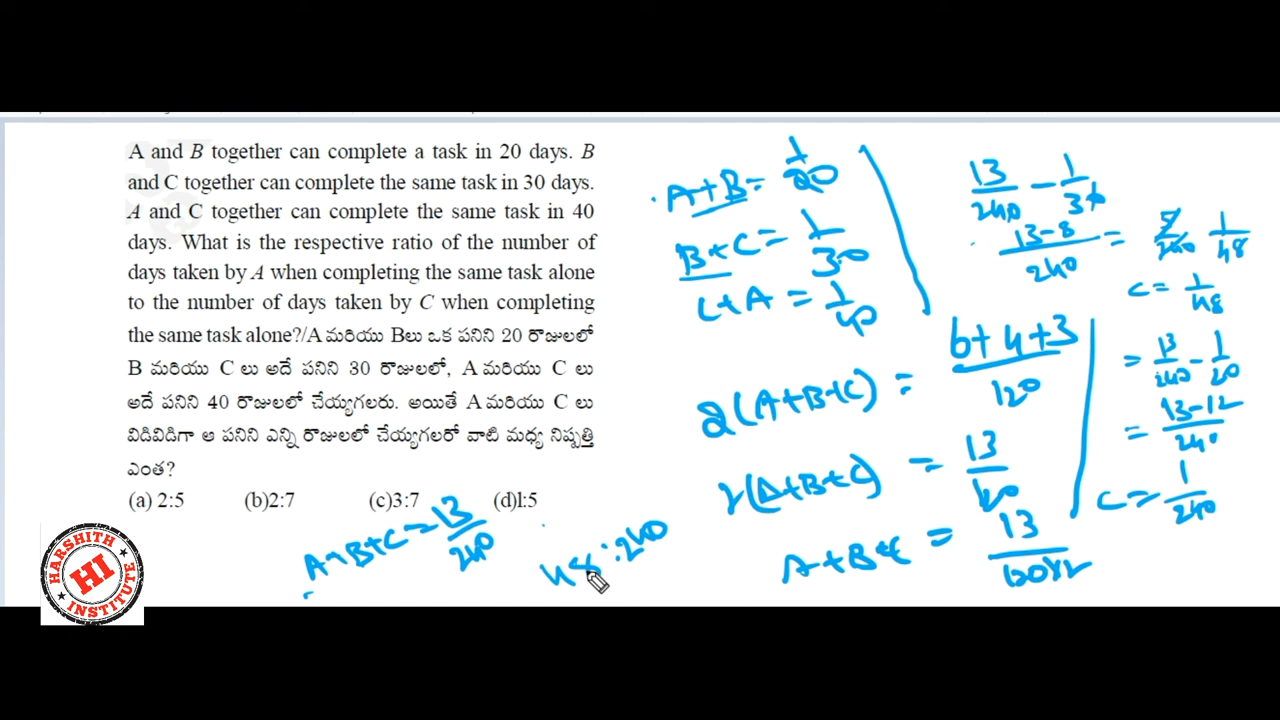 A and B together can complete a task in 20 days. B
and C together can complete the same task in 30 days.
A and C together can complete the same task in 40
days. What is the respective ratio of the number of
days taken by A when completing the same task alone
to the number of days taken by C when completing
the same task alone?/A మరియు Bలు ఒక పనిని 20 రొజులలో
B మరియు C లు అదే పనిని 30 రొజులలో, A మరియు C లు
అదే పనిని 40 రొజులలో చేయ్యగలరు. అయితే A మరియు C లు
విడివిడిగా ఆ పనిని ఎన్ని రొజులలో చేయ్యగలరో వాటి మధ్య నిష్పత్తి
ఎంత?
(a) 2:5 (b)2:7 (c)3:7 (d)l:5
A+B+C=13/240
48:240
A+B=1/20
B+C=1/30
C+A=1/40
2(A+B+C)=6+4+3/120
2(A+B+C)=13/120
A+B+C=13/120x2
13/240-1/30
13-8/240=5/240 1/48
C=1/48
=13/240-1/20
=13-12/240
C=1/240
HARSHITH
HI
INSTITUTE